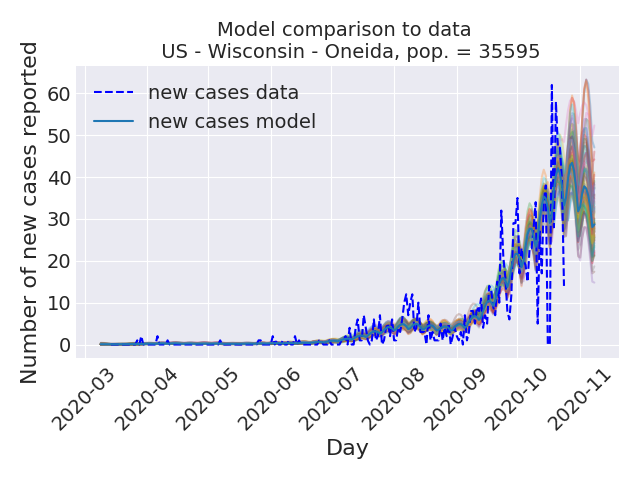 Model comparison to data
US - Wisconsin - Oneida, pop. = 35595
Number of new cases reported
60
50
40
30
20
10
0
new cases data
new cases model
2020-03
2020-04
2020-05
2020-06
2020-07
2020-08
2020-09
2020-10
2020-11
Day